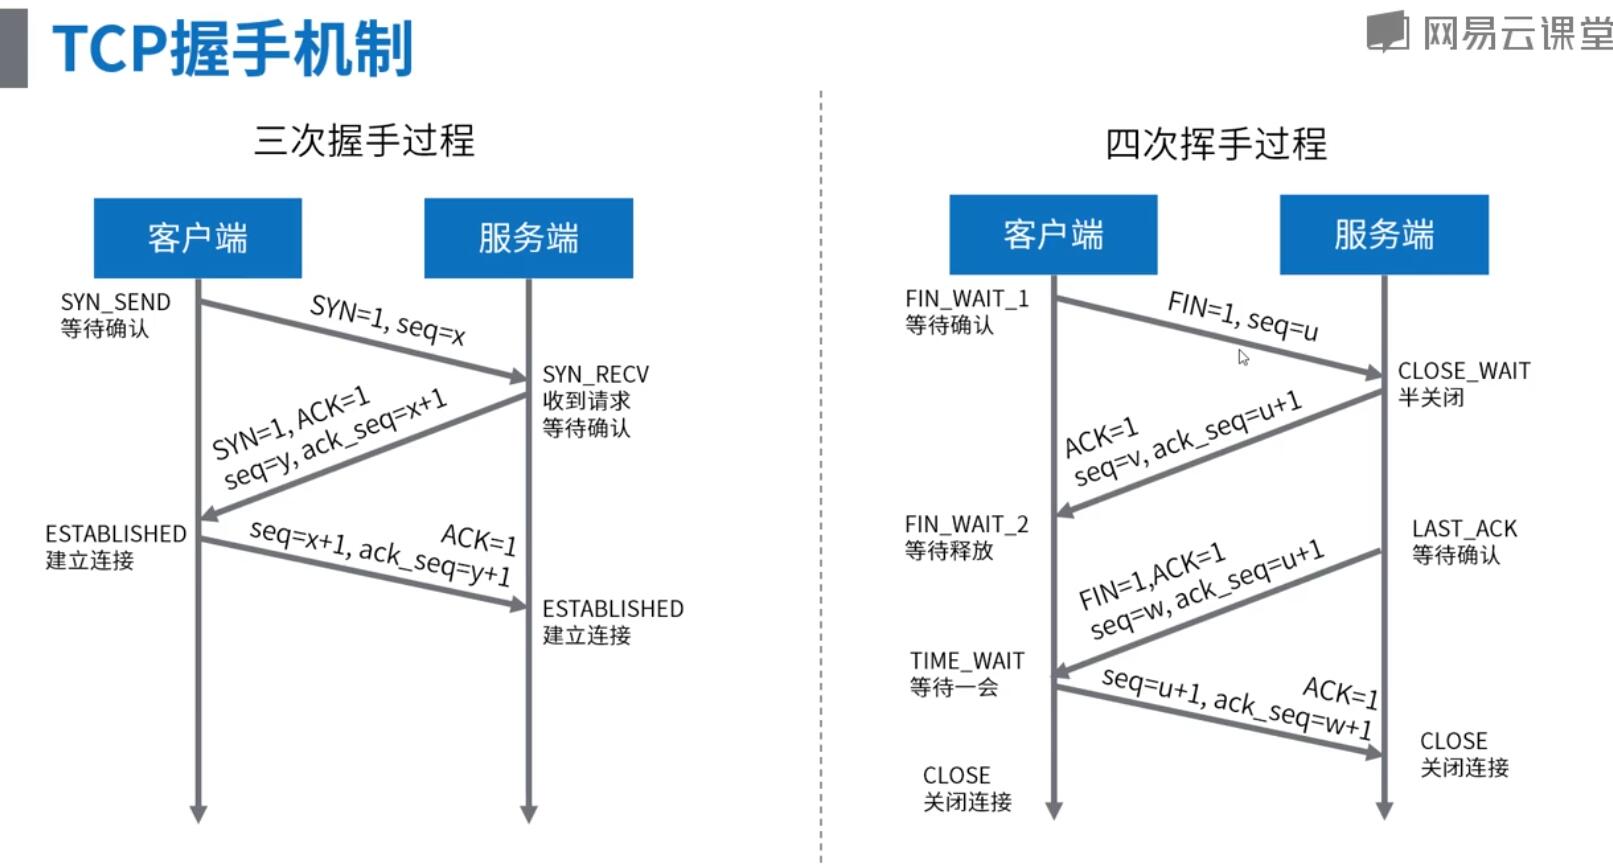 TCP握手机制
网易云课堂
三次握手过程
客户端
服务端
SYN_SEND
等待确认
SYN=1, seq=x
SYN_RECV
收到请求
等待确认
SYN=1, ACK=1
seq=y, ack_seq=x+1
ESTABLISHED
建立连接
ACK=1
seq=x+1, ack_seq=y+1
ESTABLISHED
建立连接
四次挥手过程
客户端
服务端
FIN_WAIT_1
等待确认
FIN=1, seq=u
CLOSE_WAIT
半关闭
ACK=1
seq=v, ack_seq=u+1
FIN_WAIT_2
等待释放
LAST_ACK
等待确认
FIN=1,ACK=1
seq=w, ack_seq=u+1
TIME_WAIT
等待一会
ACK=1
seq=u+1, ack_seq=w+1
CLOSE
关闭连接
CLOSE
关闭连接